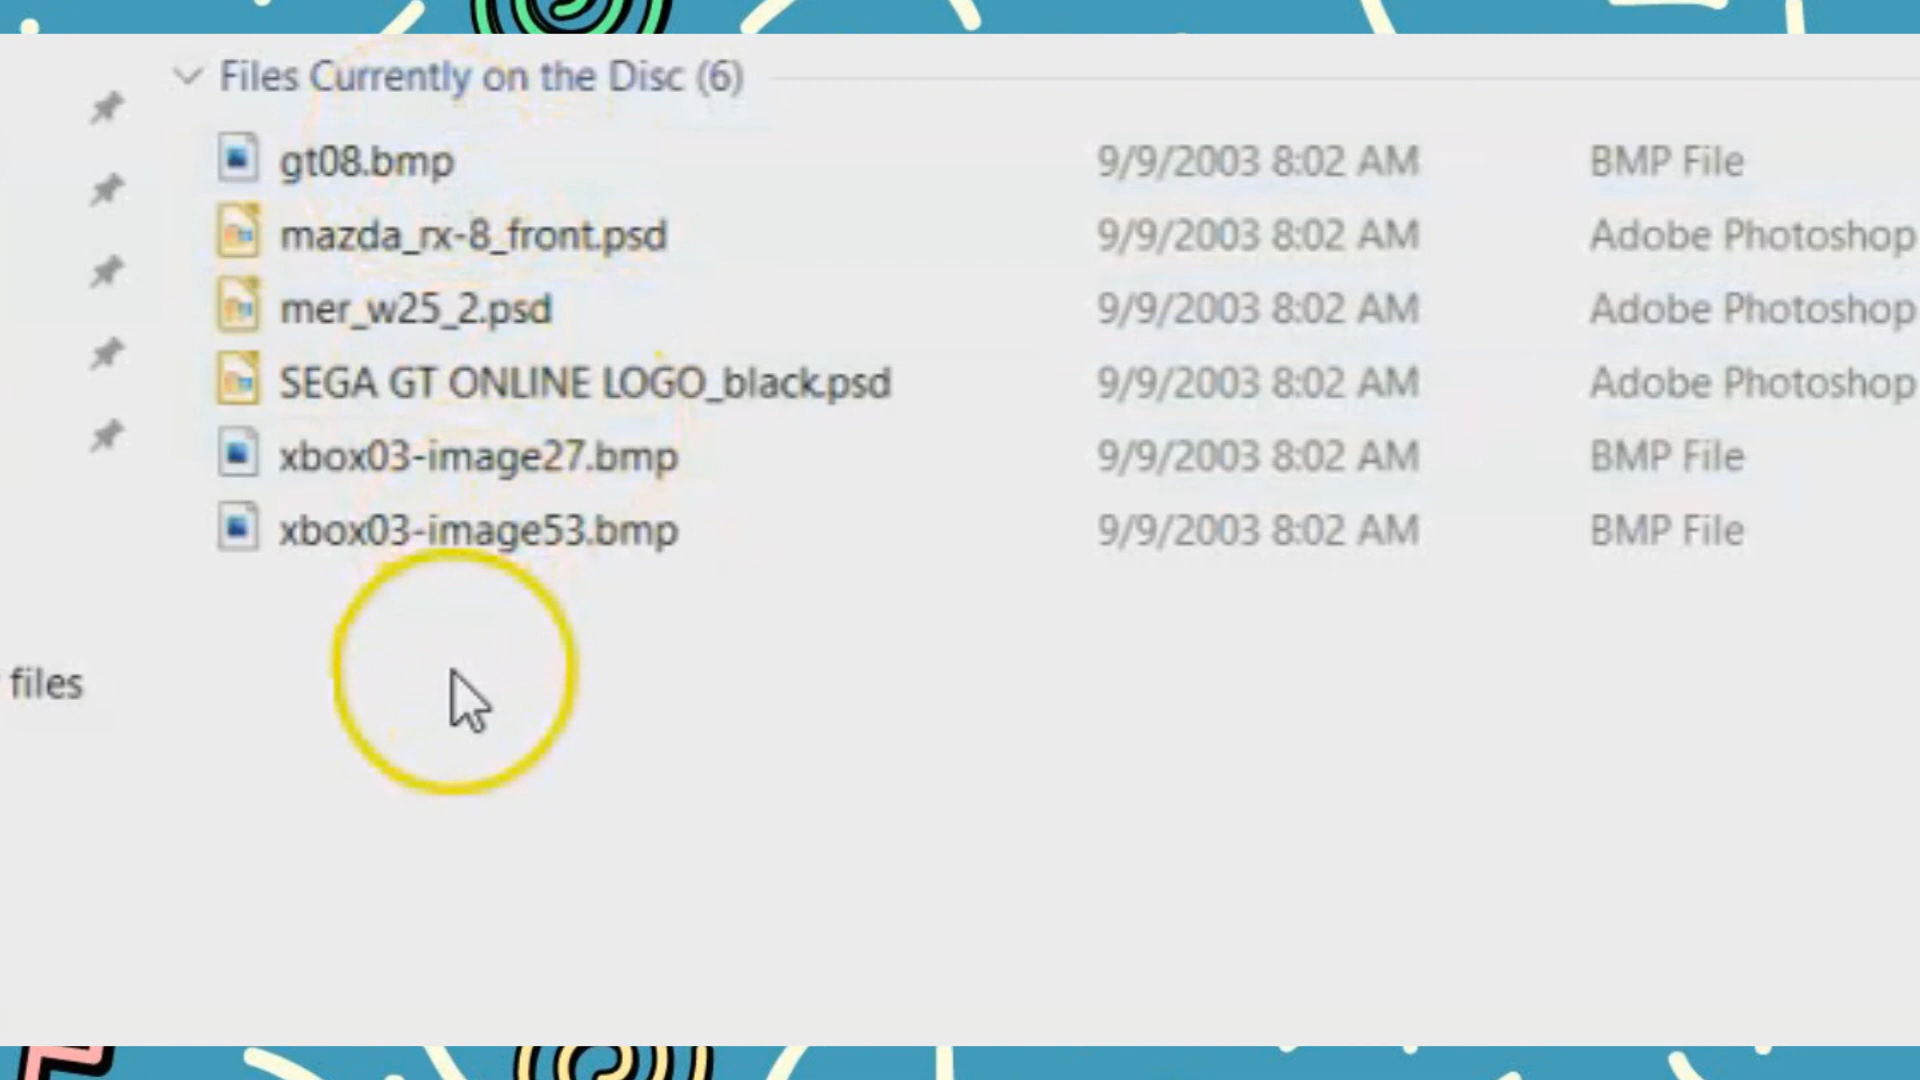 Files Currently on the Disc (6)
gt08.bmp 9/9/2003 8:02 AM BMP File
mazda_rx-8_front.psd 9/9/2003 8:02 AM Adobe Photoshop
mer_w25_2.psd 9/9/2003 8:02 AM Adobe Photoshop
SEGA GT ONLINE LOGO_black.psd 9/9/2003 8:02 AM Adobe Photoshop
xbox03-image27.bmp 9/9/2003 8:02 AM BMP File
xbox03-image53.bmp 9/9/2003 8:02 AM BMP File
files